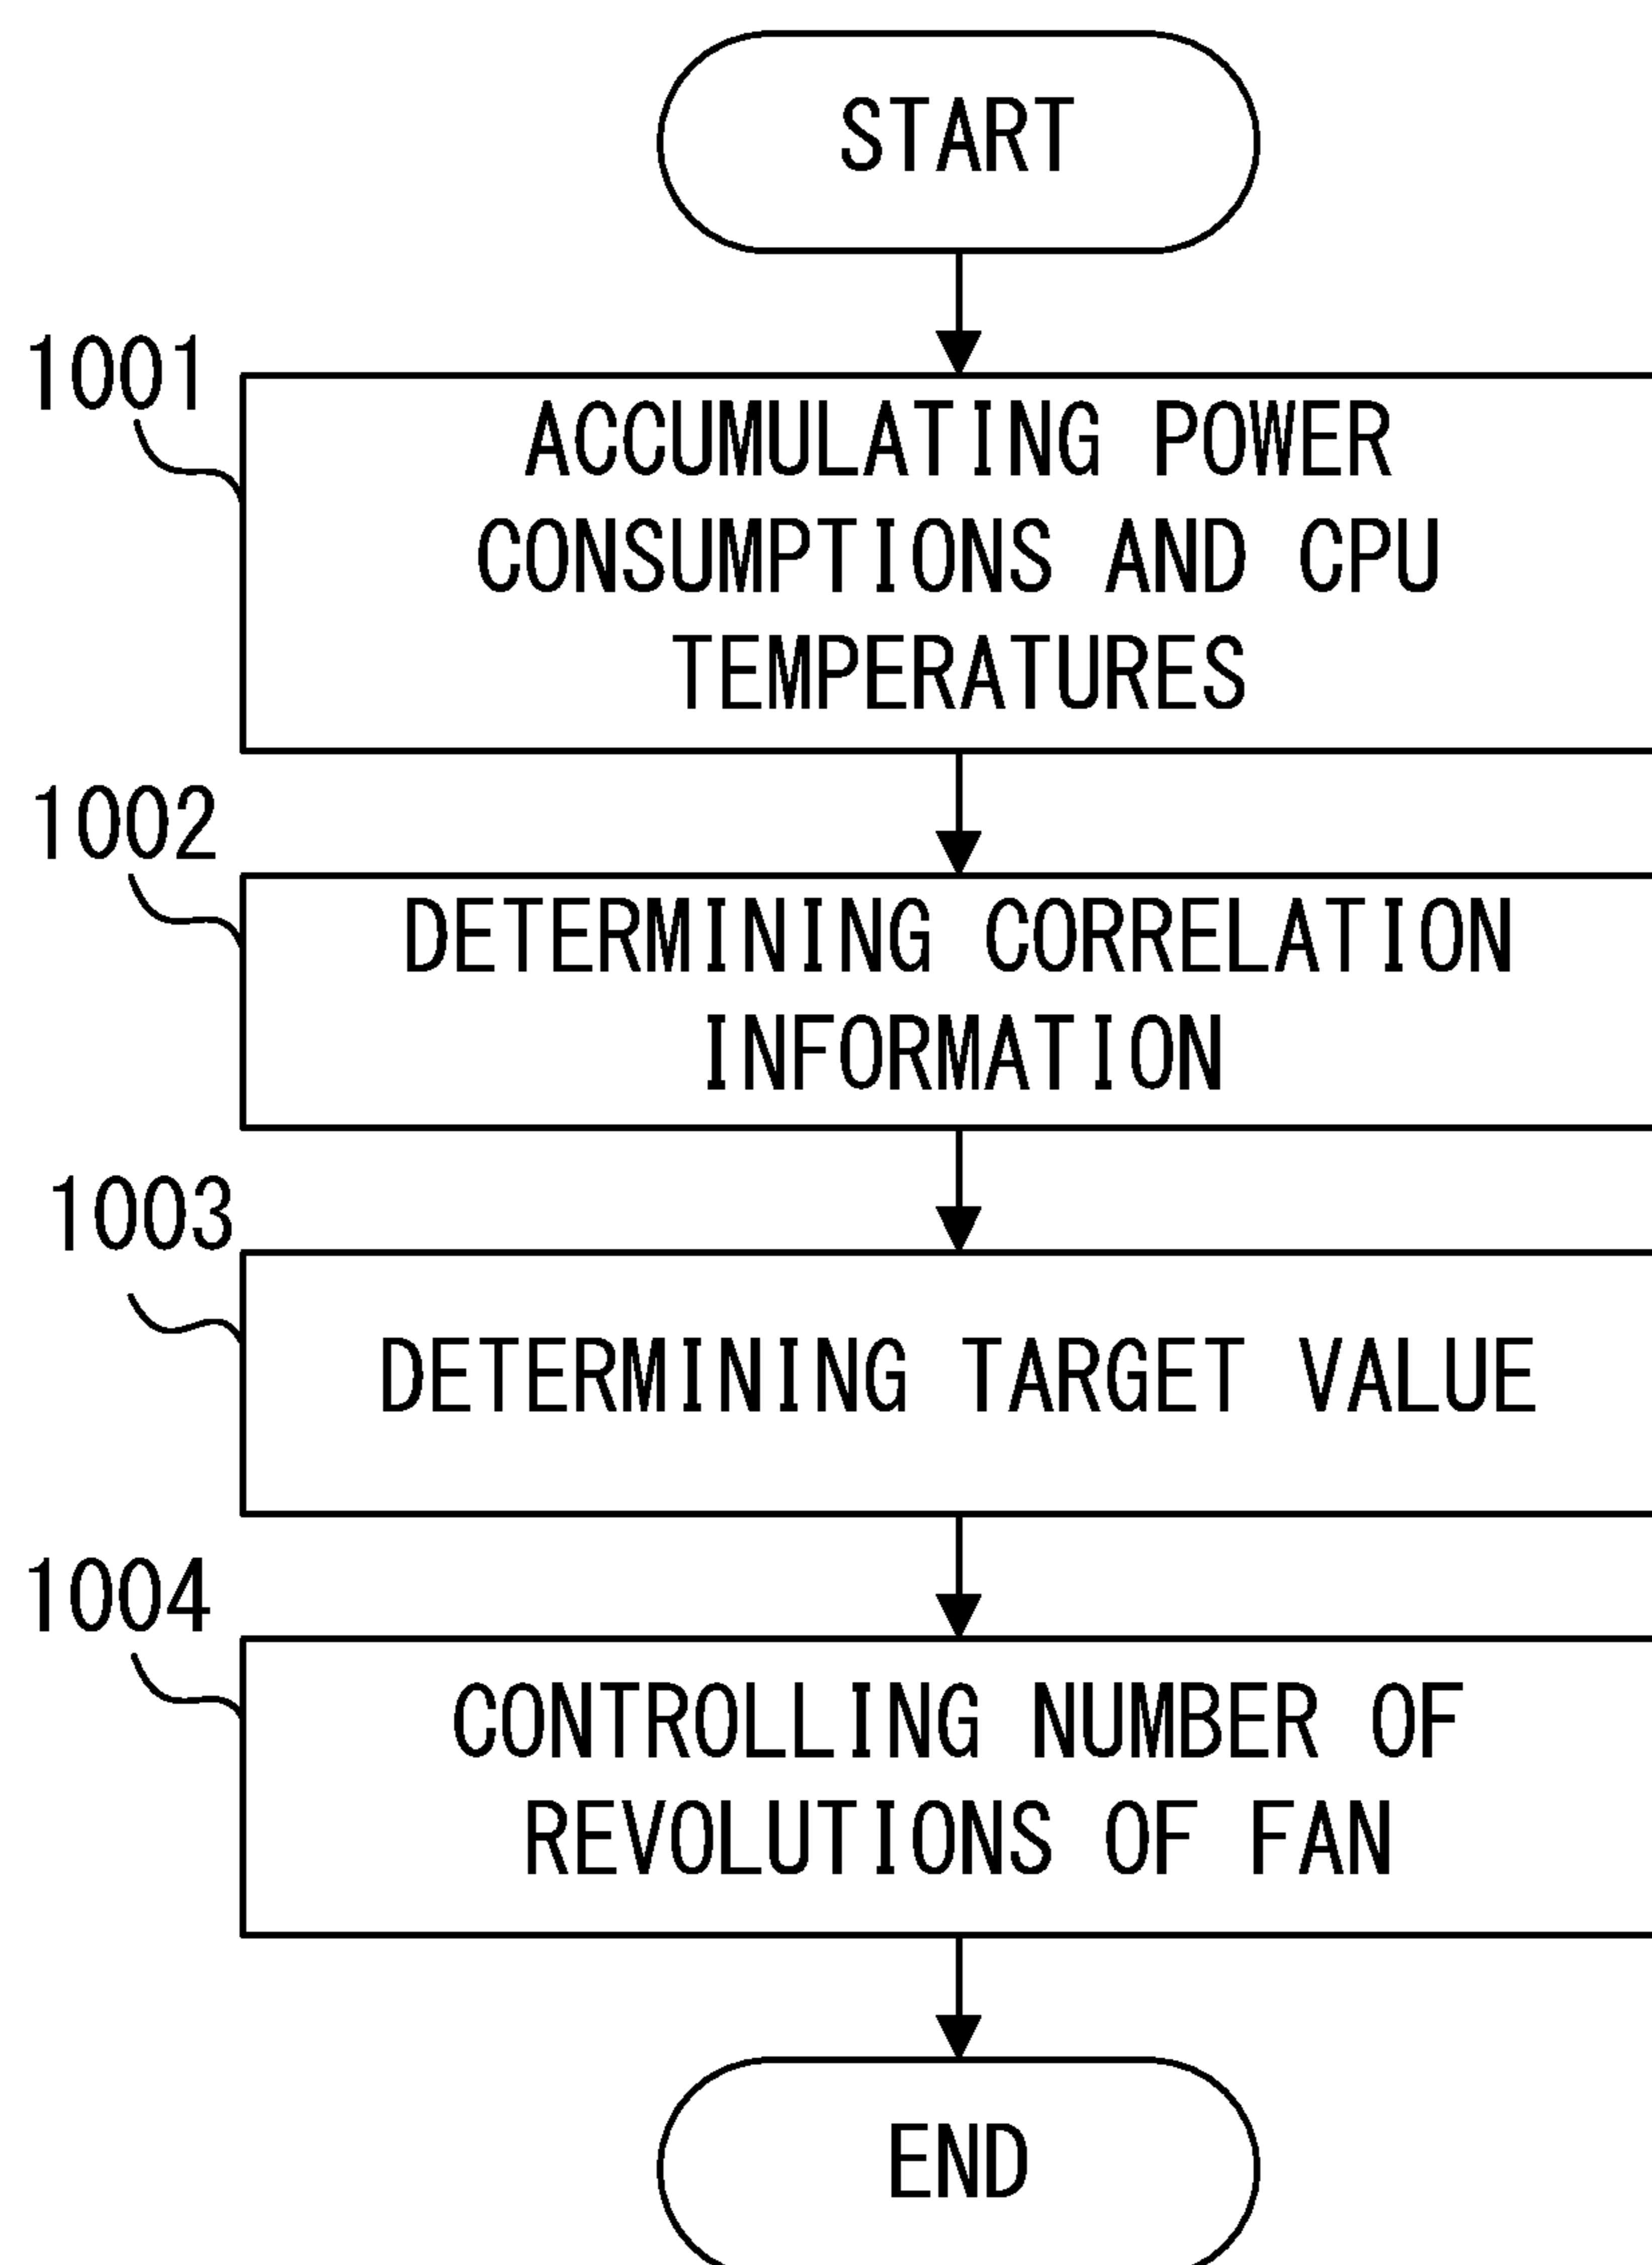 START
1001
ACCUMULATING POWER
CONSUMPTIONS AND CPU
TEMPERATURES
1002
DETERMINING CORRELATION
INFORMATION
1003
DETERMINING TARGET VALUE
1004
CONTROLLING NUMBER OF
REVOLUTIONS OF FAN
END